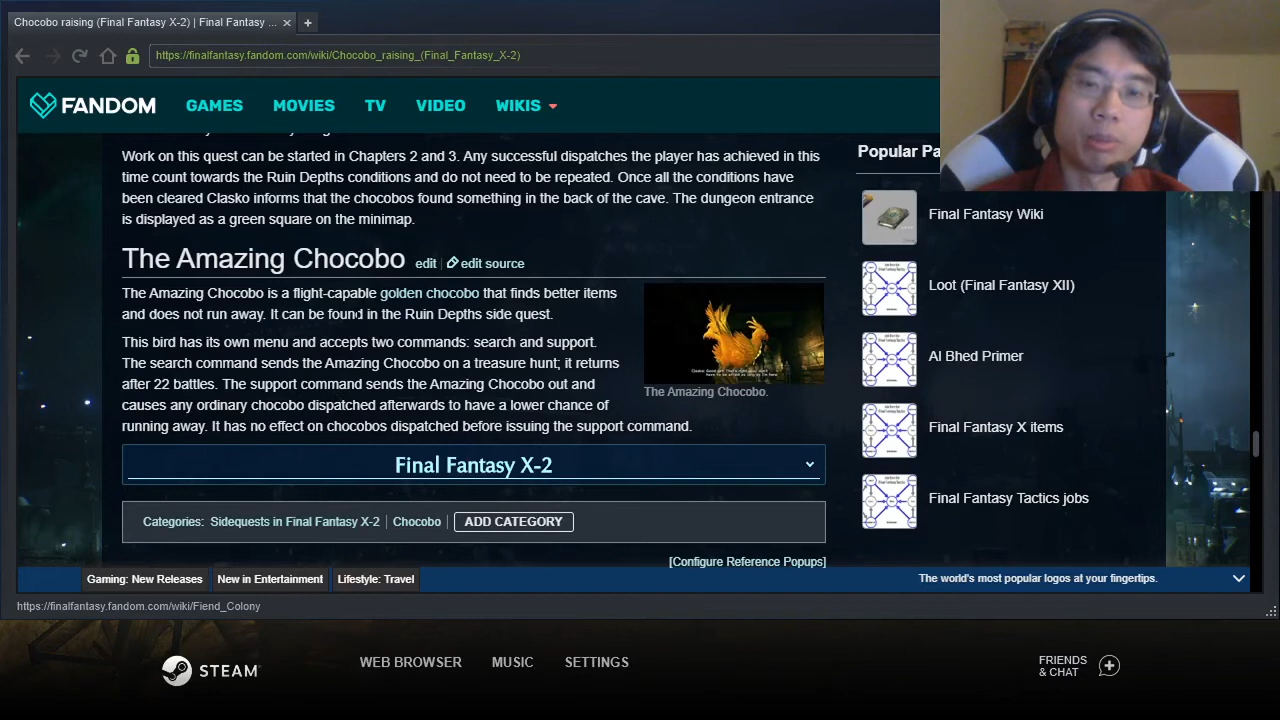 Chocobo raising (Final Fantasy X-2) | Final Fantasy ...
https://finalfantasy.fandom.com/wiki/Chocobo_raising_(Final_Fantasy_X-2)
FANDOM GAMES MOVIES TV VIDEO WIKIS
Work on this quest can be started in Chapters 2 and 3. Any successful dispatches the player has achieved in this
time count towards the Ruin Depths conditions and do not need to be repeated. Once all the conditions have
been cleared Clasko informs that the chocobos found something in the back of the cave. The dungeon entrance
is displayed as a green square on the minimap.
The Amazing Chocobo edit | edit source
The Amazing Chocobo is a flight-capable golden chocobo that finds better items
and does not run away. It can be found in the Ruin Depths side quest.
This bird has its own menu and accepts two commands: search and support.
The search command sends the Amazing Chocobo on a treasure hunt; it returns
after 22 battles. The support command sends the Amazing Chocobo out and
causes any ordinary chocobo dispatched afterwards to have a lower chance of
running away. It has no effect on chocobos dispatched before issuing the support command.
The Amazing Chocobo.
Final Fantasy X-2
Categories: Sidequests in Final Fantasy X-2 | Chocobo | ADD CATEGORY
[Configure Reference Popups]
Popular Pa
Final Fantasy Wiki
Loot (Final Fantasy XII)
Al Bhed Primer
Final Fantasy X items
Final Fantasy Tactics jobs
Gaming: New Releases New in Entertainment Lifestyle: Travel The world's most popular logos at your fingertips.
https://finalfantasy.fandom.com/wiki/Fiend_Colony
STEAM WEB BROWSER MUSIC SETTINGS
FRIENDS
& CHAT